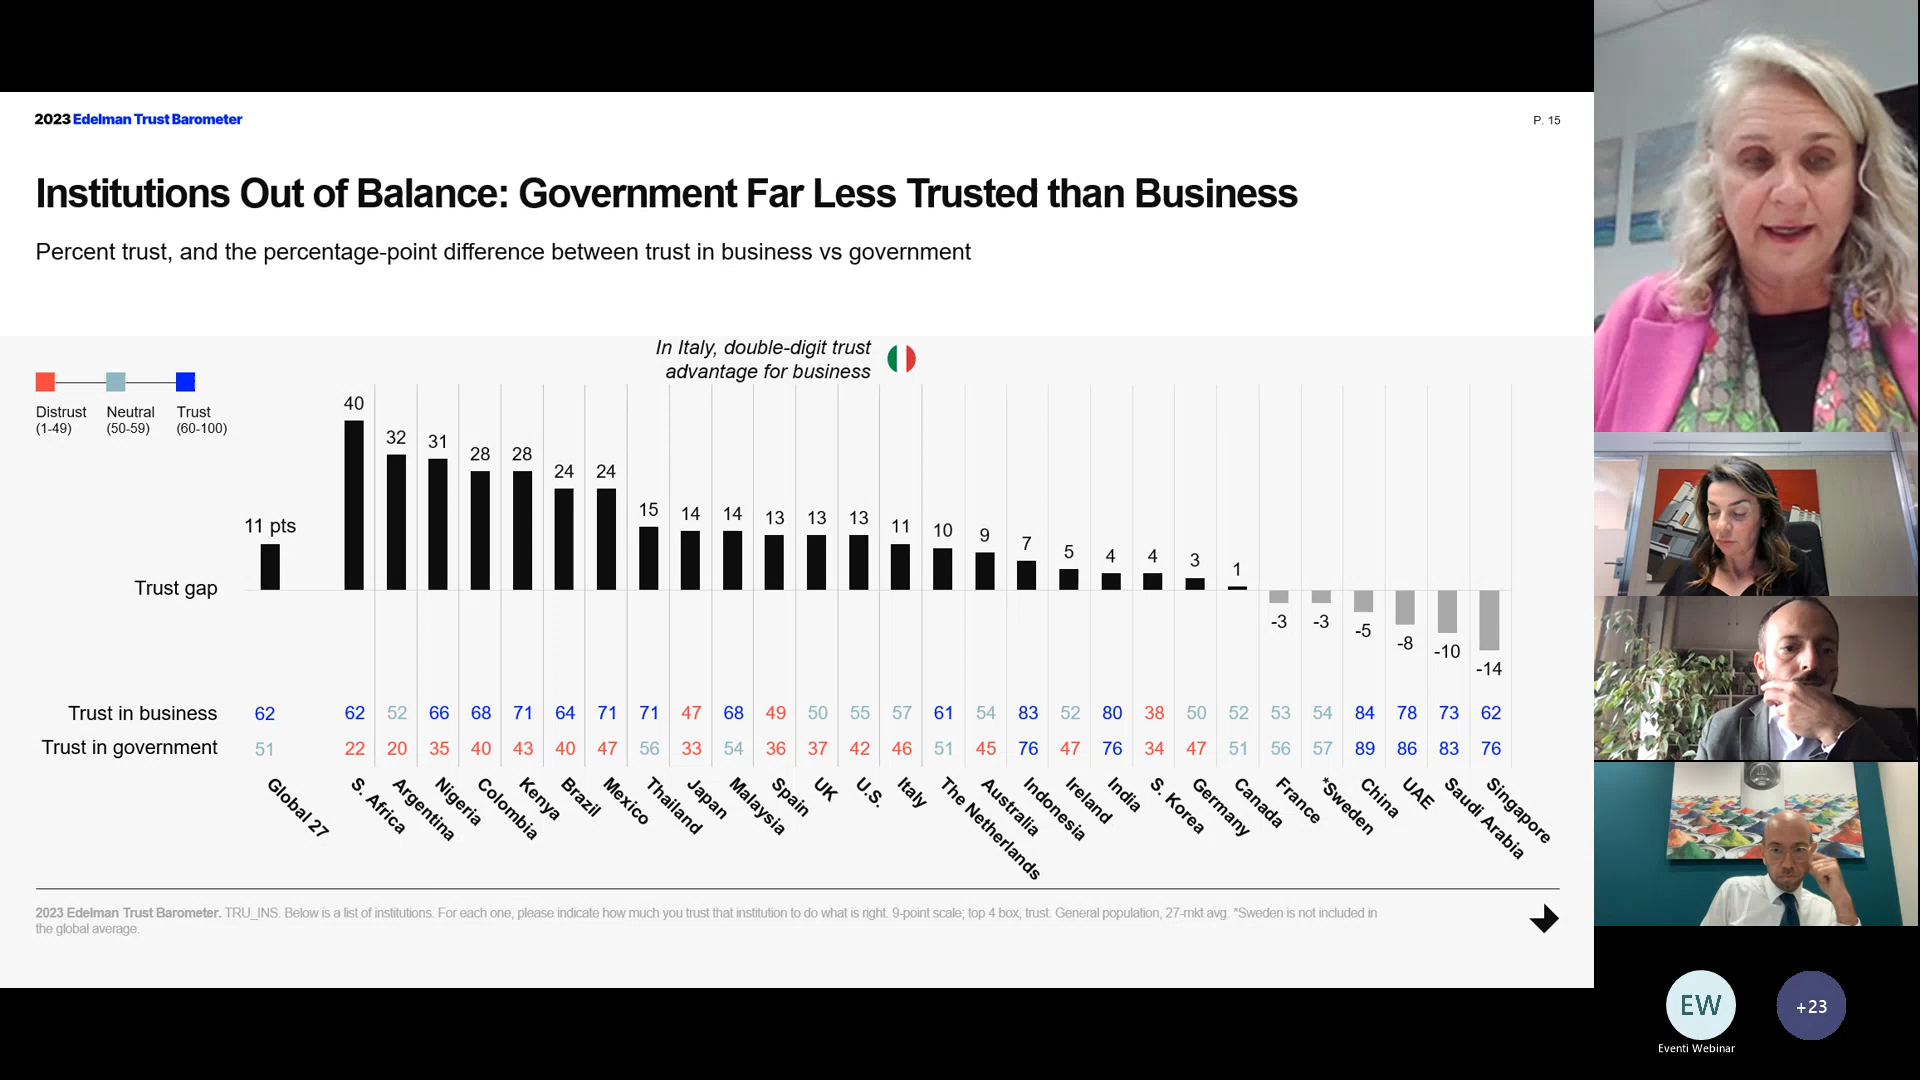 2023 Edelman Trust Barometer
P. 15
Institutions Out of Balance: Government Far Less Trusted than Business
Percent trust, and the percentage-point difference between trust in business vs government
In Italy, double-digit trust
advantage for business
Distrust
(1-49)
Neutral
(50-59)
Trust
(60-100)
11 pts 40 32 31 28 28 24 24 15 14 14 13 13 13 11 10 9 7 5 4 4 3 1 -3 -3 -5 -8 -10 -14
Trust gap
Trust in business 62 62 52 66 68 71 64 71 71 47 68 49 50 55 57 61 54 83 52 80 38 50 52 53 54 84 78 73 62
Trust in government 51 22 20 35 40 43 40 47 56 33 54 36 37 42 46 51 45 76 47 76 34 47 51 56 57 89 86 83 76
Global 27
S. Africa
Argentina
Nigeria
Colombia
Kenya
Brazil
Mexico
Thailand
Japan
Malaysia
Spain
UK
U.S.
Italy
The Netherlands
Australia
Indonesia
Ireland
India
S. Korea
Germany
Canada
France
*Sweden
China
UAE
Saudi Arabia
Singapore
2023 Edelman Trust Barometer. TRU_INS. Below is a list of institutions. For each one, please indicate how much you trust that institution to do what is right. 9-point scale; top 4 box, trust. General population, 27-mkt avg. *Sweden is not included in
the global average.
EW
+23
Eventi Webinar